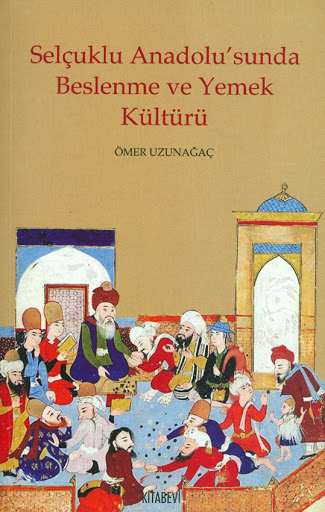 Selçuklu Anadolu'sunda
Beslenme ve Yemek
Kültürü
ÖMER UZUNAĞAÇ
KİTABEVİ